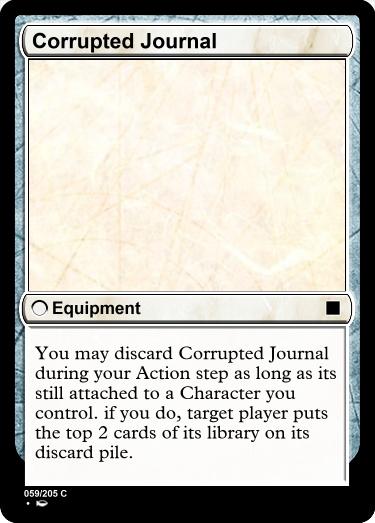 Corrupted Journal
Equipment
You may discard Corrupted Journal
during your Action step as long as its
still attached to a Character you
control. if you do, target player puts
the top 2 cards of its library on its
discard pile.
059/205 C